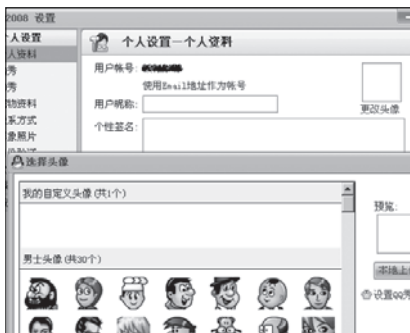 2008 设置
人设置
个人设置—个人资料
人资料
用户帐号:
使用Email地址作为帐号
秀
秀
用户昵称:
更改头像
物资料
系方式
个性签名:
象照片
选择头像
我的自定义头像(共1个)
预览:
男士头像(共30个)
本地上
设置QQ秀